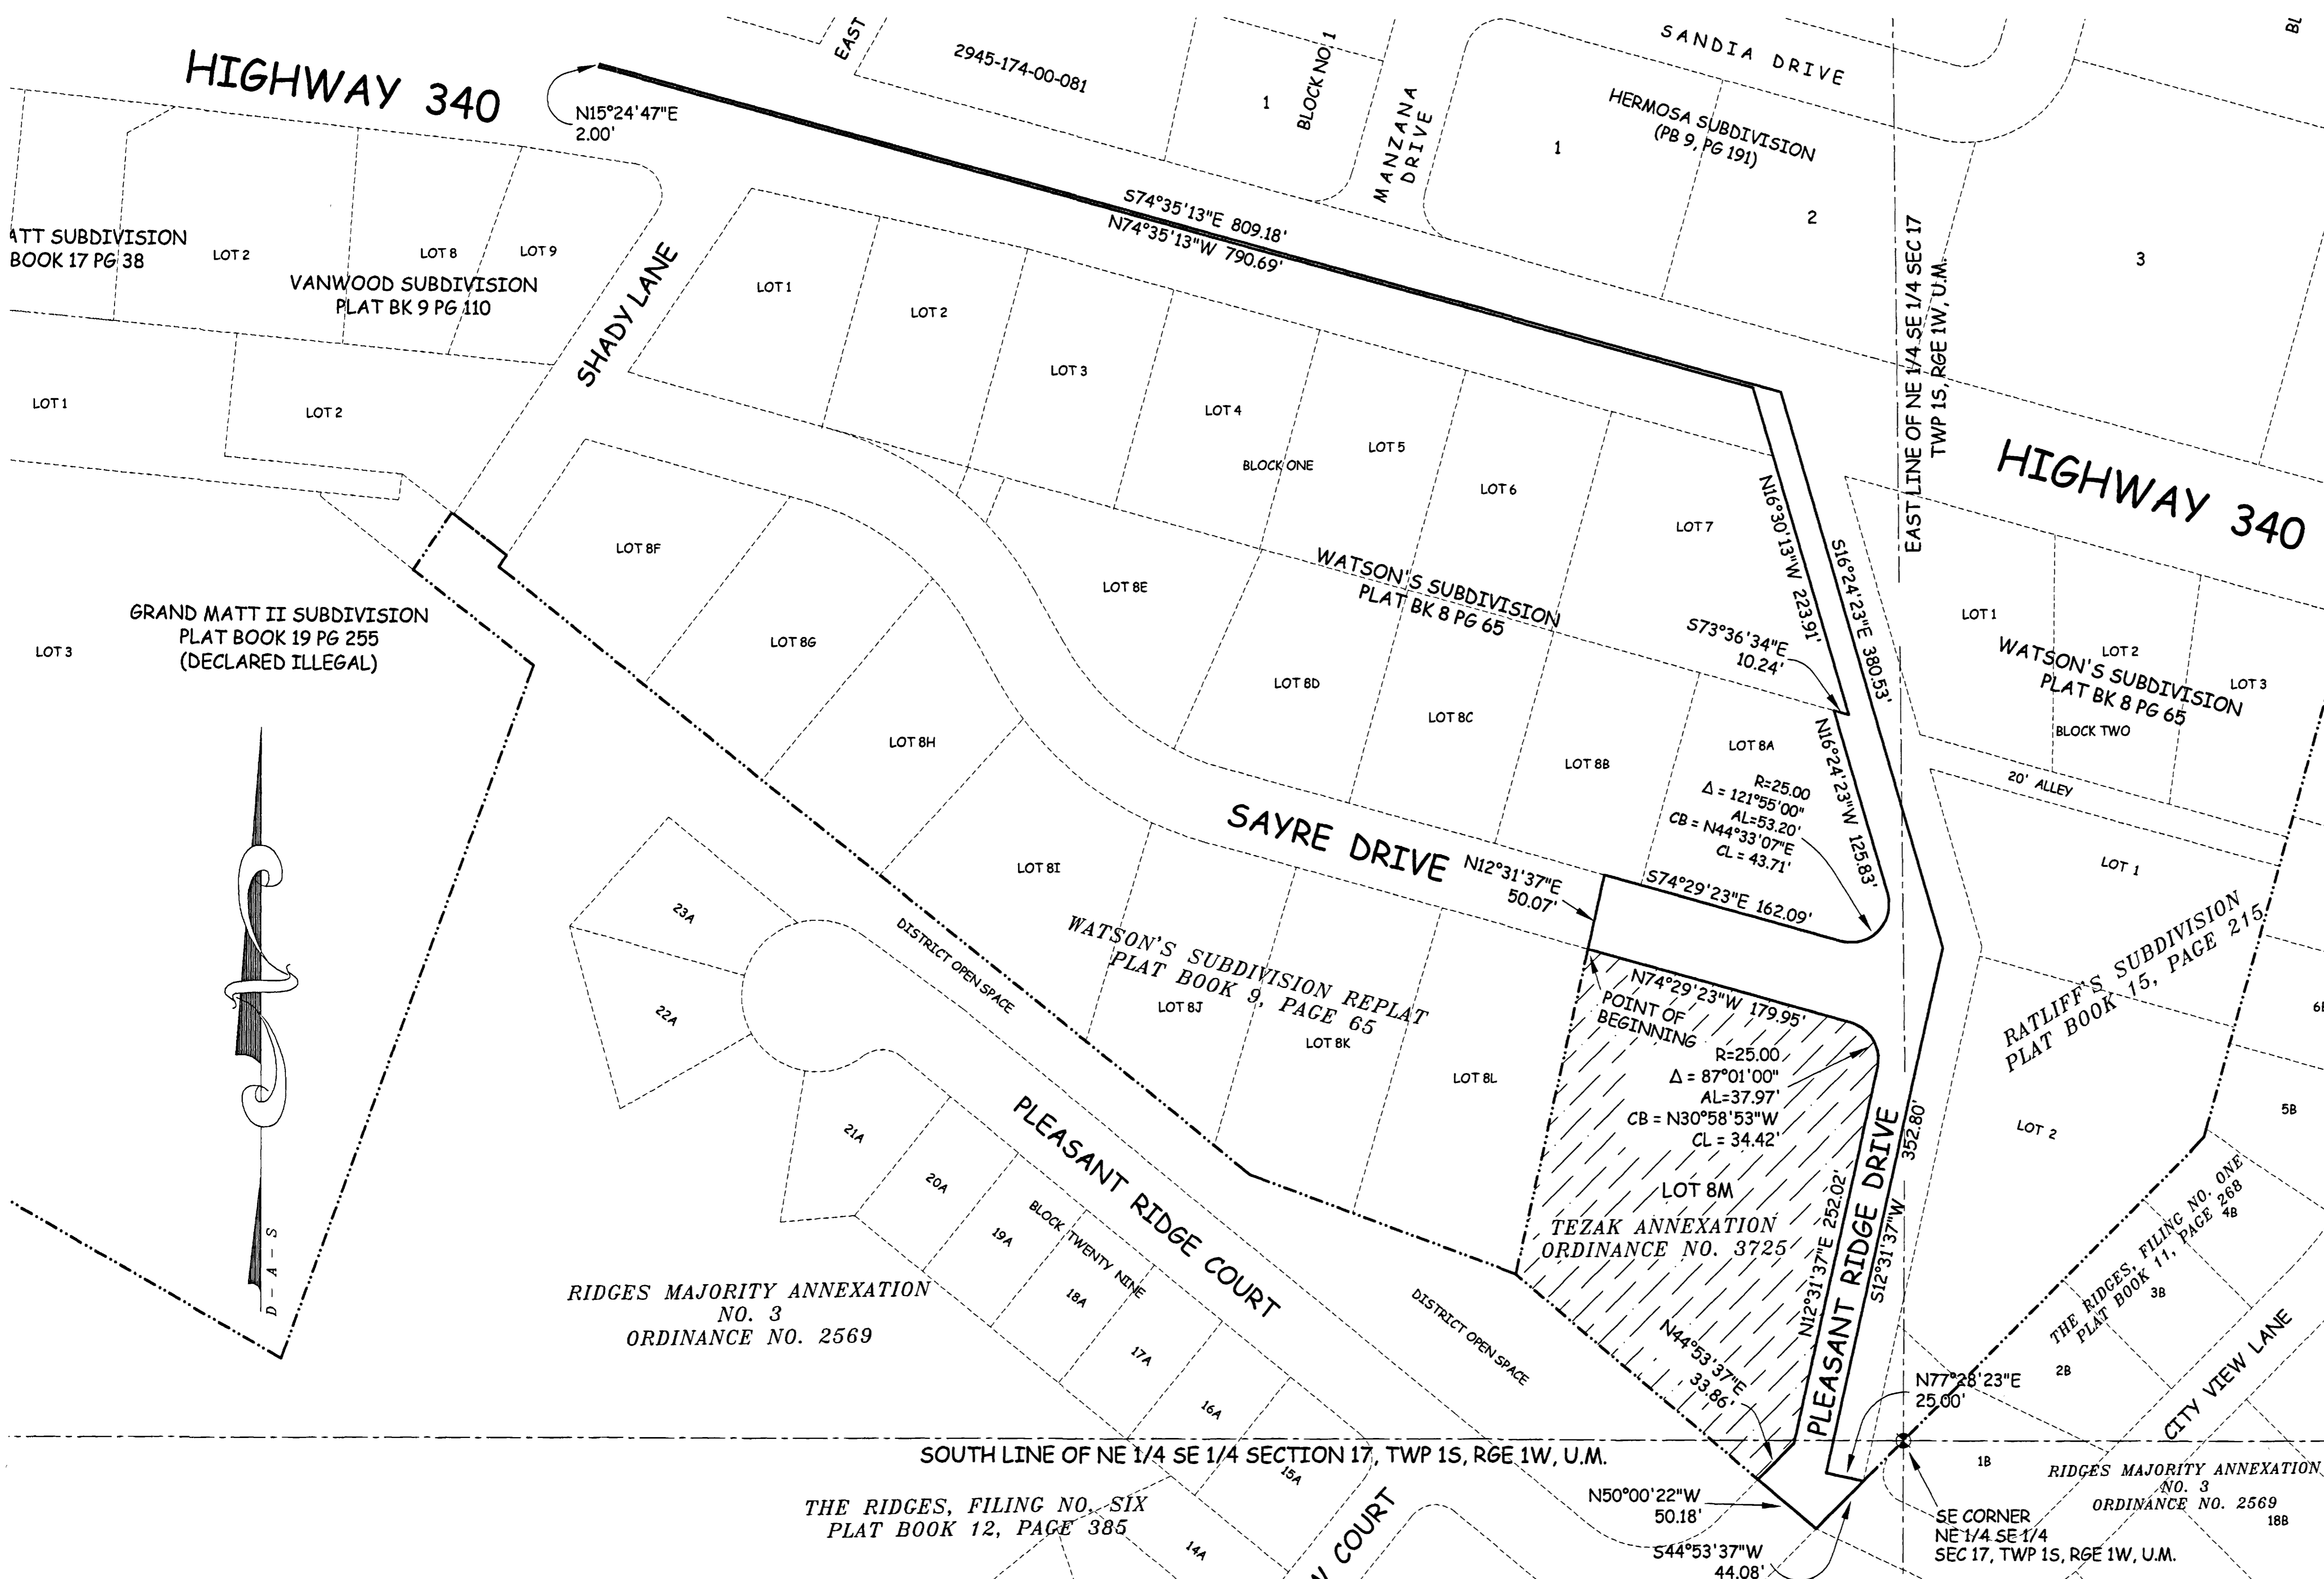 HIGHWAY 340
N15°24'47"E
2.00'
EAST
2945-174-00-081
1
BLOCK NO. 1
MANZANA
DRIVE
SANDIA DRIVE
HERMOSA SUBDIVISION
(PB 9, PG 191)
1
2
3
S74°35'13"E 809.18'
N74°35'13"W 790.69'
EAST LINE OF NE 1/4 SE 1/4 SEC 17
TWP 1S, RGE 1W, U.M.
HIGHWAY 340
ATT SUBDIVISION
BOOK 17 PG 38
LOT 2
LOT 8
LOT 9
VANWOOD SUBDIVISION
PLAT BK 9 PG 110
SHADY LANE
LOT 1
LOT 2
LOT 1
LOT 2
LOT 3
LOT 4
LOT 5
LOT 6
LOT 7
BLOCK ONE
WATSON'S SUBDIVISION
PLAT BK 8 PG 65
N16°30'13"W 223.91'
S16°24'23"E 380.53'
S73°36'34"E
10.24'
N16°24'23"W 125.83'
LOT 1
LOT 2
LOT 3
WATSON'S SUBDIVISION
PLAT BK 8 PG 65
BLOCK TWO
20' ALLEY
GRAND MATT II SUBDIVISION
PLAT BOOK 19 PG 255
(DECLARED ILLEGAL)
LOT 3
LOT 8F
LOT 8G
LOT 8H
LOT 8I
LOT 8J
LOT 8K
LOT 8L
LOT 8E
LOT 8D
LOT 8C
LOT 8B
LOT 8A
R=25.00
Δ = 121°55'00"
AL=53.20'
CB = N44°33'07"E
CL = 43.71'
SAYRE DRIVE
N12°31'37"E
50.07'
S74°29'23"E 162.09'
WATSON'S SUBDIVISION REPLAT
PLAT BOOK 9, PAGE 65
N74°29'23"W 179.95'
POINT OF
BEGINNING
R=25.00
Δ = 87°01'00"
AL=37.97'
CB = N30°58'53"W
CL = 34.42'
LOT 8M
TEZAK ANNEXATION
ORDINANCE NO. 3725
N12°31'37"E 252.02'
PLEASANT RIDGE DRIVE
S12°31'37"W 352.80'
N44°53'37"E
33.86'
LOT 1
RATLIFF'S SUBDIVISION
PLAT BOOK 15, PAGE 215
LOT 2
5B
THE RIDGES, FILING NO. ONE
PLAT BOOK 11, PAGE 268
4B
3B
2B
1B
CITY VIEW LANE
N77°28'23"E
25.00'
23A
22A
21A
20A
19A
18A
17A
16A
15A
14A
DISTRICT OPEN SPACE
PLEASANT RIDGE COURT
BLOCK TWENTY NINE
DISTRICT OPEN SPACE
D-A-S
RIDGES MAJORITY ANNEXATION
NO. 3
ORDINANCE NO. 2569
SOUTH LINE OF NE 1/4 SE 1/4 SECTION 17, TWP 1S, RGE 1W, U.M.
THE RIDGES, FILING NO. SIX
PLAT BOOK 12, PAGE 385
COURT
N50°00'22"W
50.18'
S44°53'37"W
44.08'
SE CORNER
NE 1/4 SE 1/4
SEC 17, TWP 1S, RGE 1W, U.M.
RIDGES MAJORITY ANNEXATION
NO. 3
ORDINANCE NO. 2569
18B